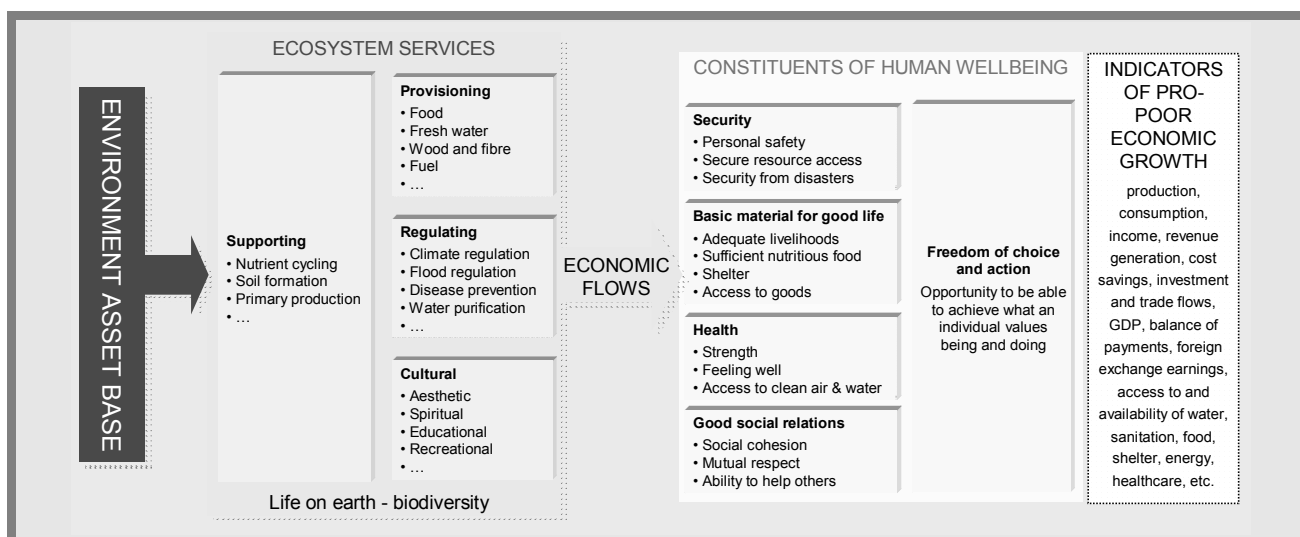 ENVIRONMENT ASSET BASE
ECOSYSTEM SERVICES
Supporting
• Nutrient cycling
• Soil formation
• Primary production
• …
Provisioning
• Food
• Fresh water
• Wood and fibre
• Fuel
• …
Regulating
• Climate regulation
• Flood regulation
• Disease prevention
• Water purification
• …
Cultural
• Aesthetic
• Spiritual
• Educational
• Recreational
• …
Life on earth - biodiversity
ECONOMIC
FLOWS
CONSTITUENTS OF HUMAN WELLBEING
Security
• Personal safety
• Secure resource access
• Security from disasters
Basic material for good life
• Adequate livelihoods
• Sufficient nutritious food
• Shelter
• Access to goods
Health
• Strength
• Feeling well
• Access to clean air & water
Good social relations
• Social cohesion
• Mutual respect
• Ability to help others
Freedom of choice
and action
Opportunity to be able
to achieve what an
individual values
being and doing
INDICATORS
OF PRO-
POOR
ECONOMIC
GROWTH
production,
consumption,
income, revenue
generation, cost
savings, investment
and trade flows,
GDP, balance of
payments, foreign
exchange earnings,
access to and
availability of water,
sanitation, food,
shelter, energy,
healthcare, etc.